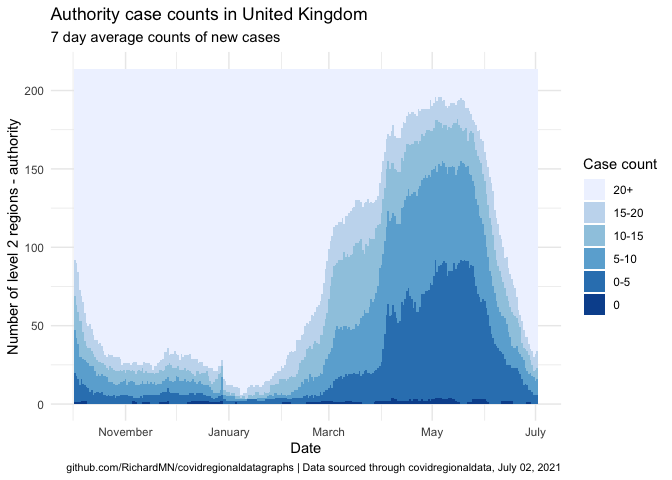 Authority case counts in United Kingdom
7 day average counts of new cases
Number of level 2 regions - authority
200
150
100
50
0
November
January
March
May
July
Date
Case count
20+
15-20
10-15
5-10
0-5
0
github.com/RichardMN/covidregionaldatagraphs | Data sourced through covidregionaldata, July 02, 2021